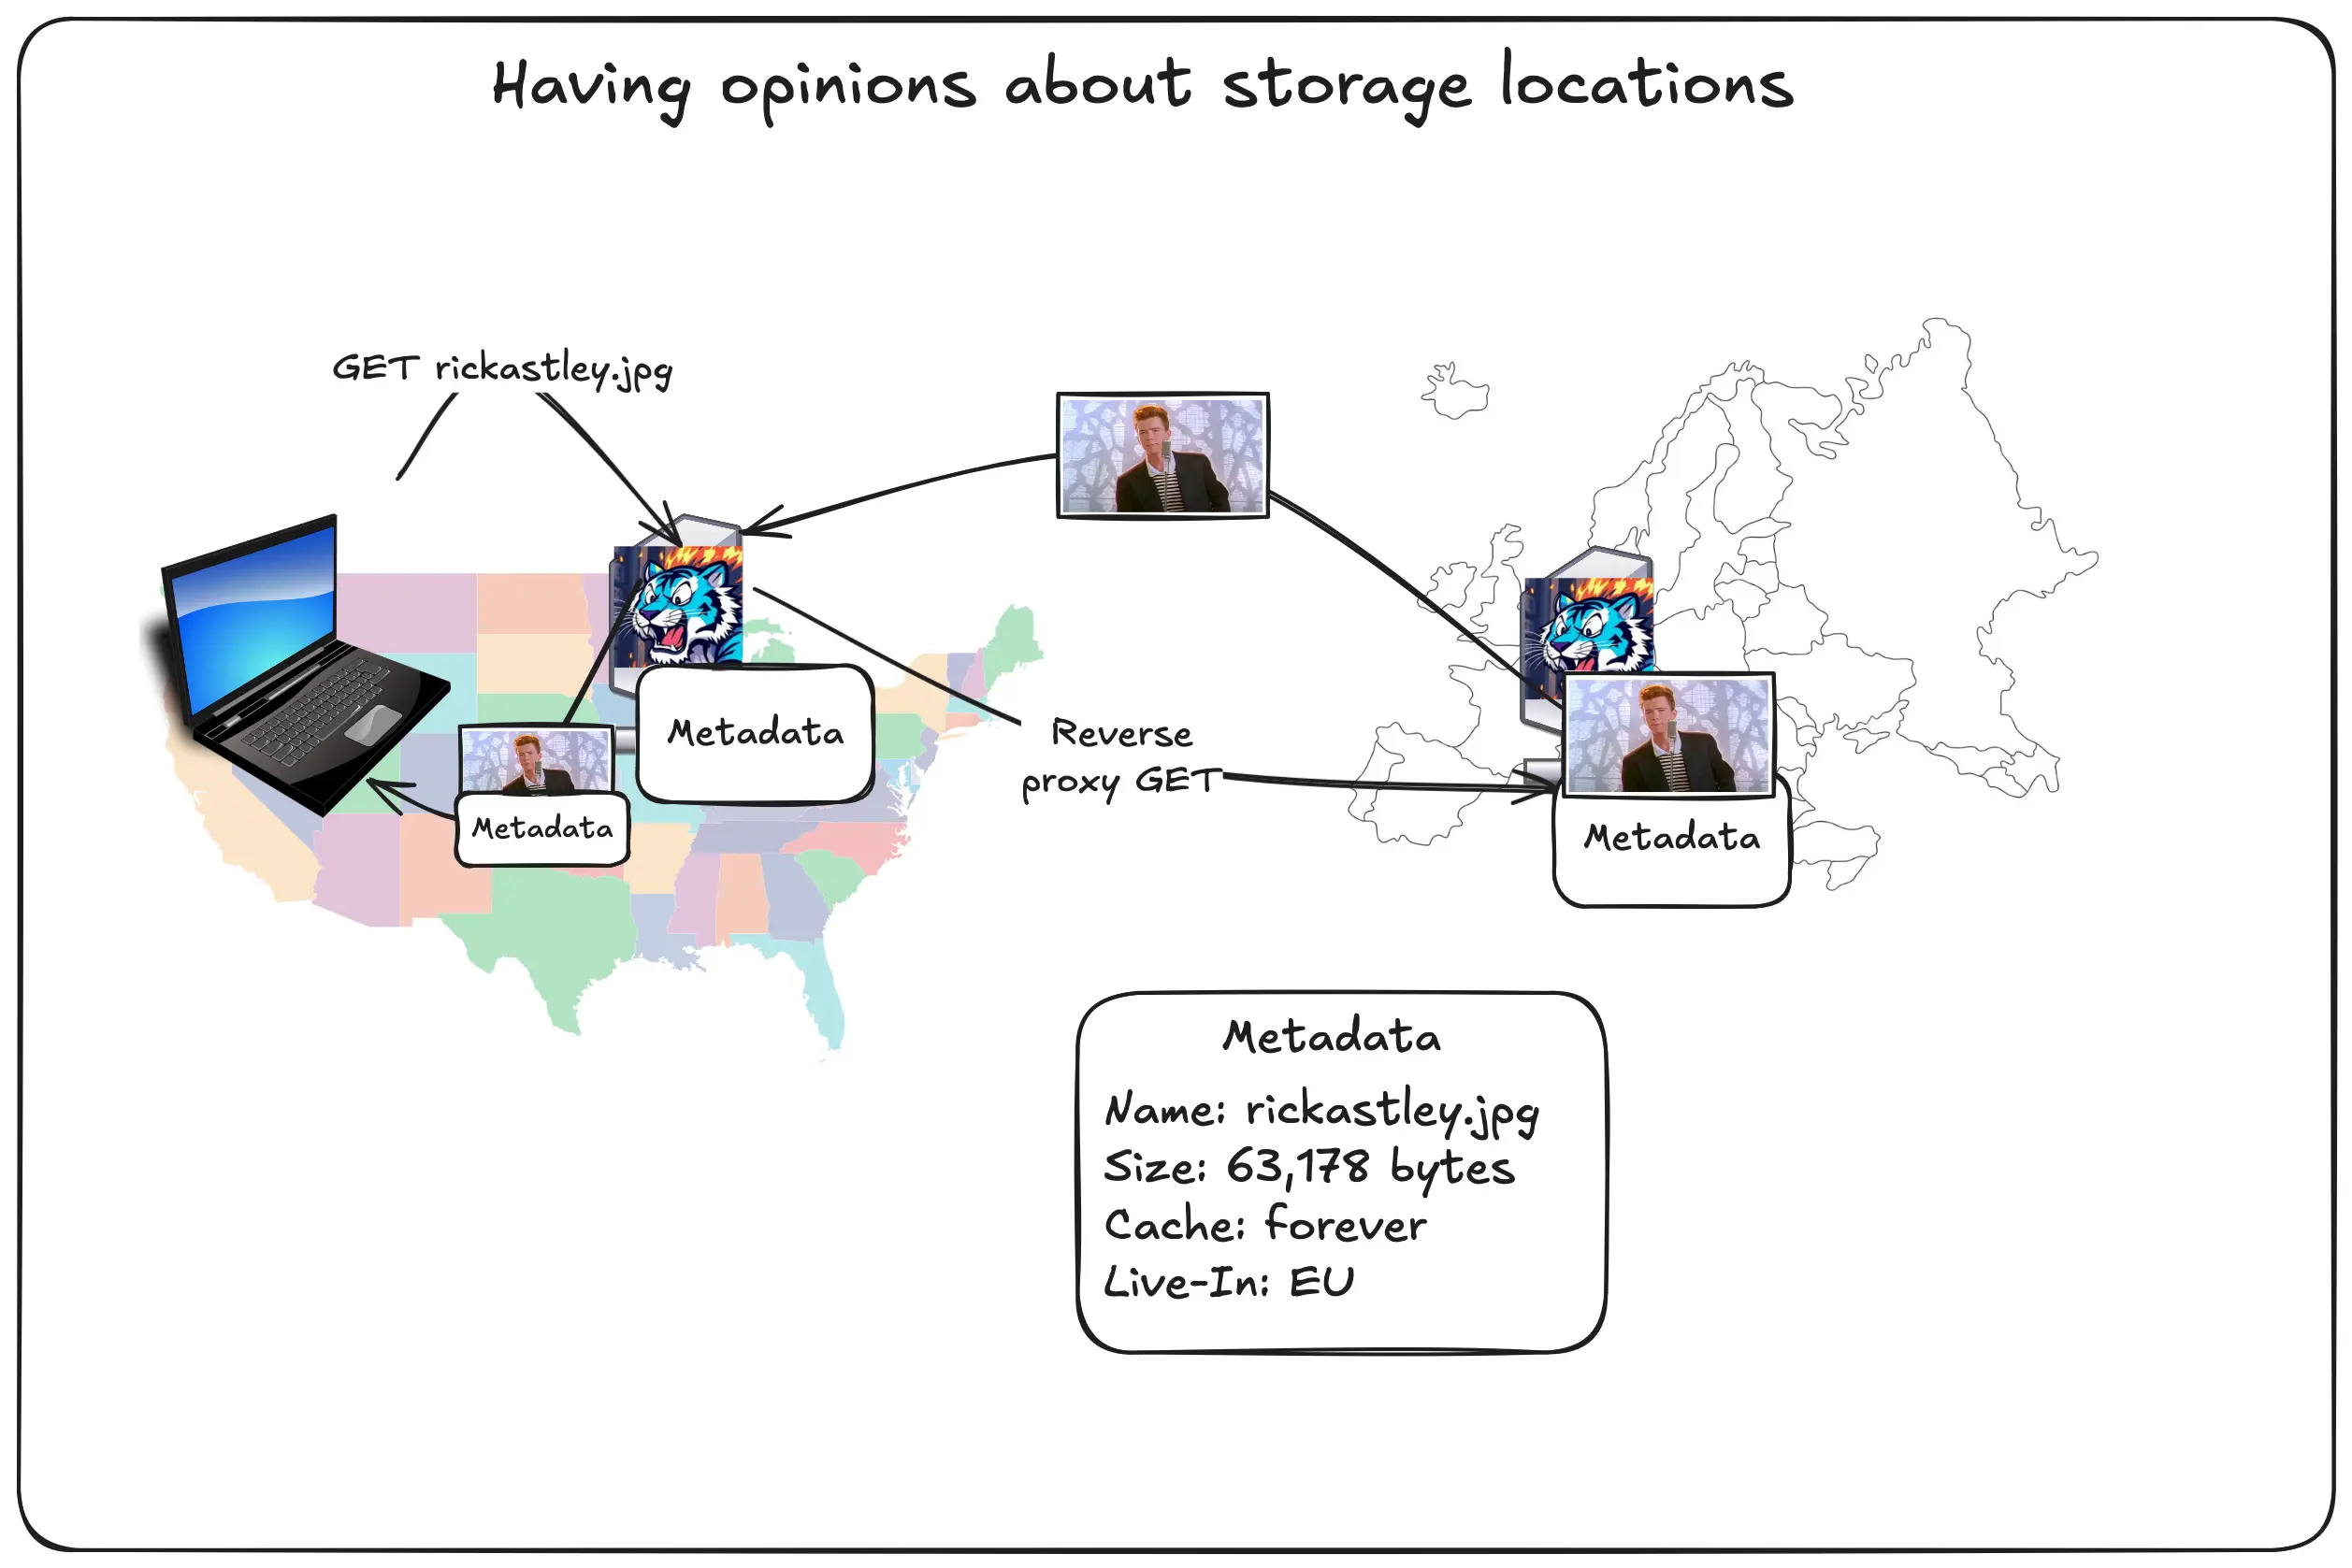 Having opinions about storage locations
GET rickastley.jpg
Metadata
Metadata
Reverse
proxy GET
Metadata
Metadata
Name: rickastley.jpg
Size: 63,178 bytes
Cache: forever
Live-In: EU